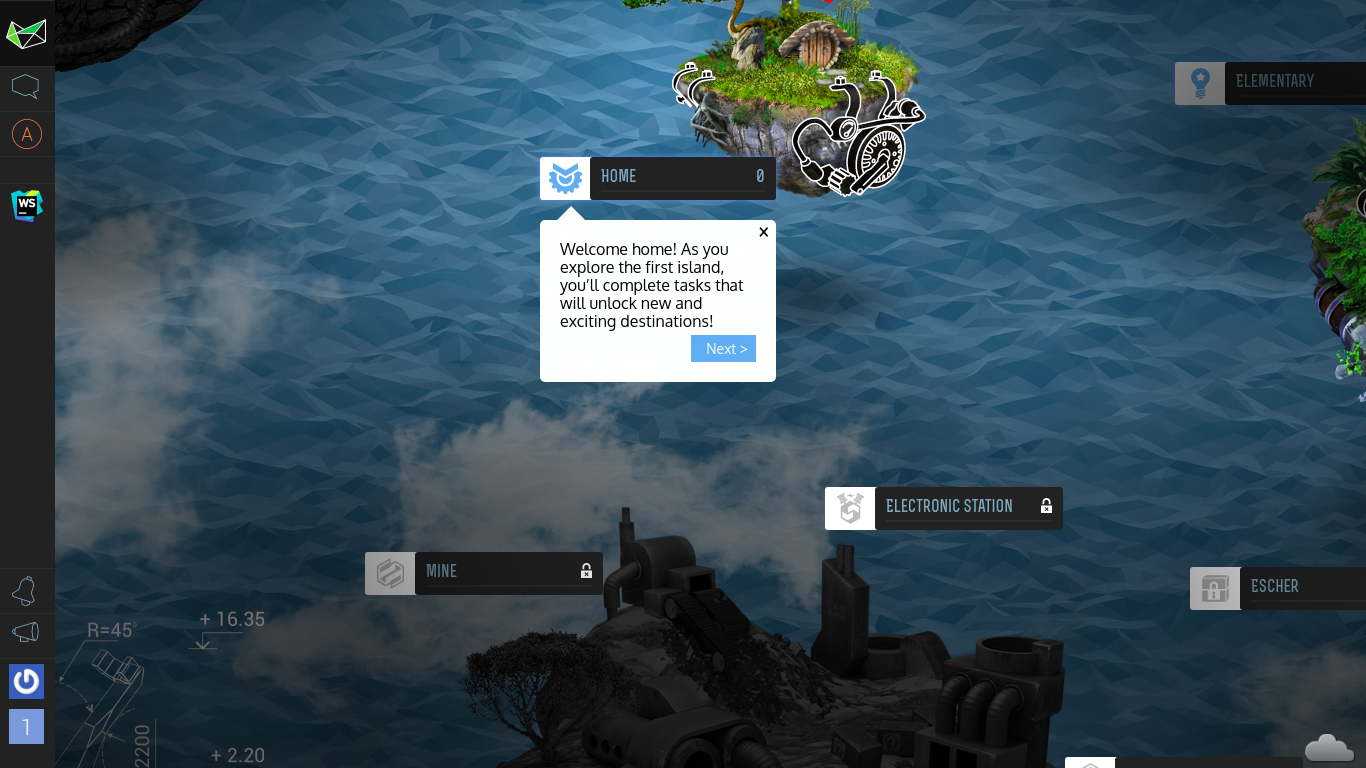 A
WS
ELEMENTARY
HOME 0
x
Welcome home! As you
explore the first island,
you'll complete tasks that
will unlock new and
exciting destinations!
Next >
ELECTRONIC STATION
MINE
ESCHER
R=45°
+ 16.35
2200
+ 2.20
1